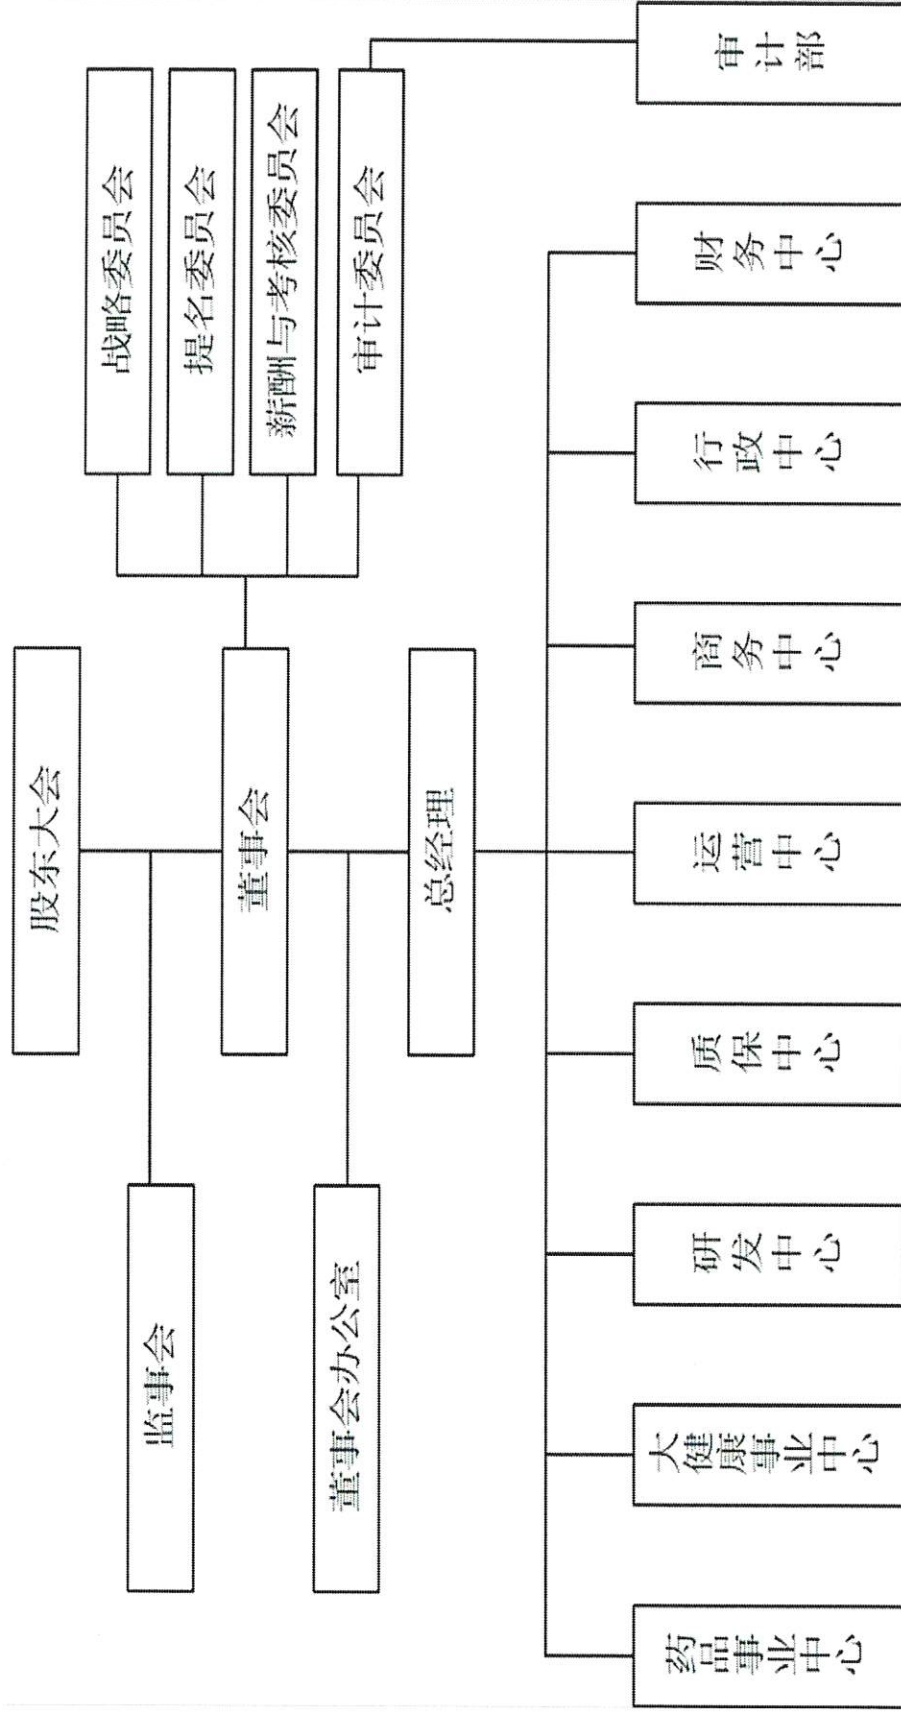 股东大会
监事会
董事会
战略委员会
提名委员会
薪酬与考核委员会
审计委员会
董事会办公室
总经理
药品事业中心
大健康事业中心
研发中心
质保中心
运营中心
商务中心
行政中心
财务中心
审计部